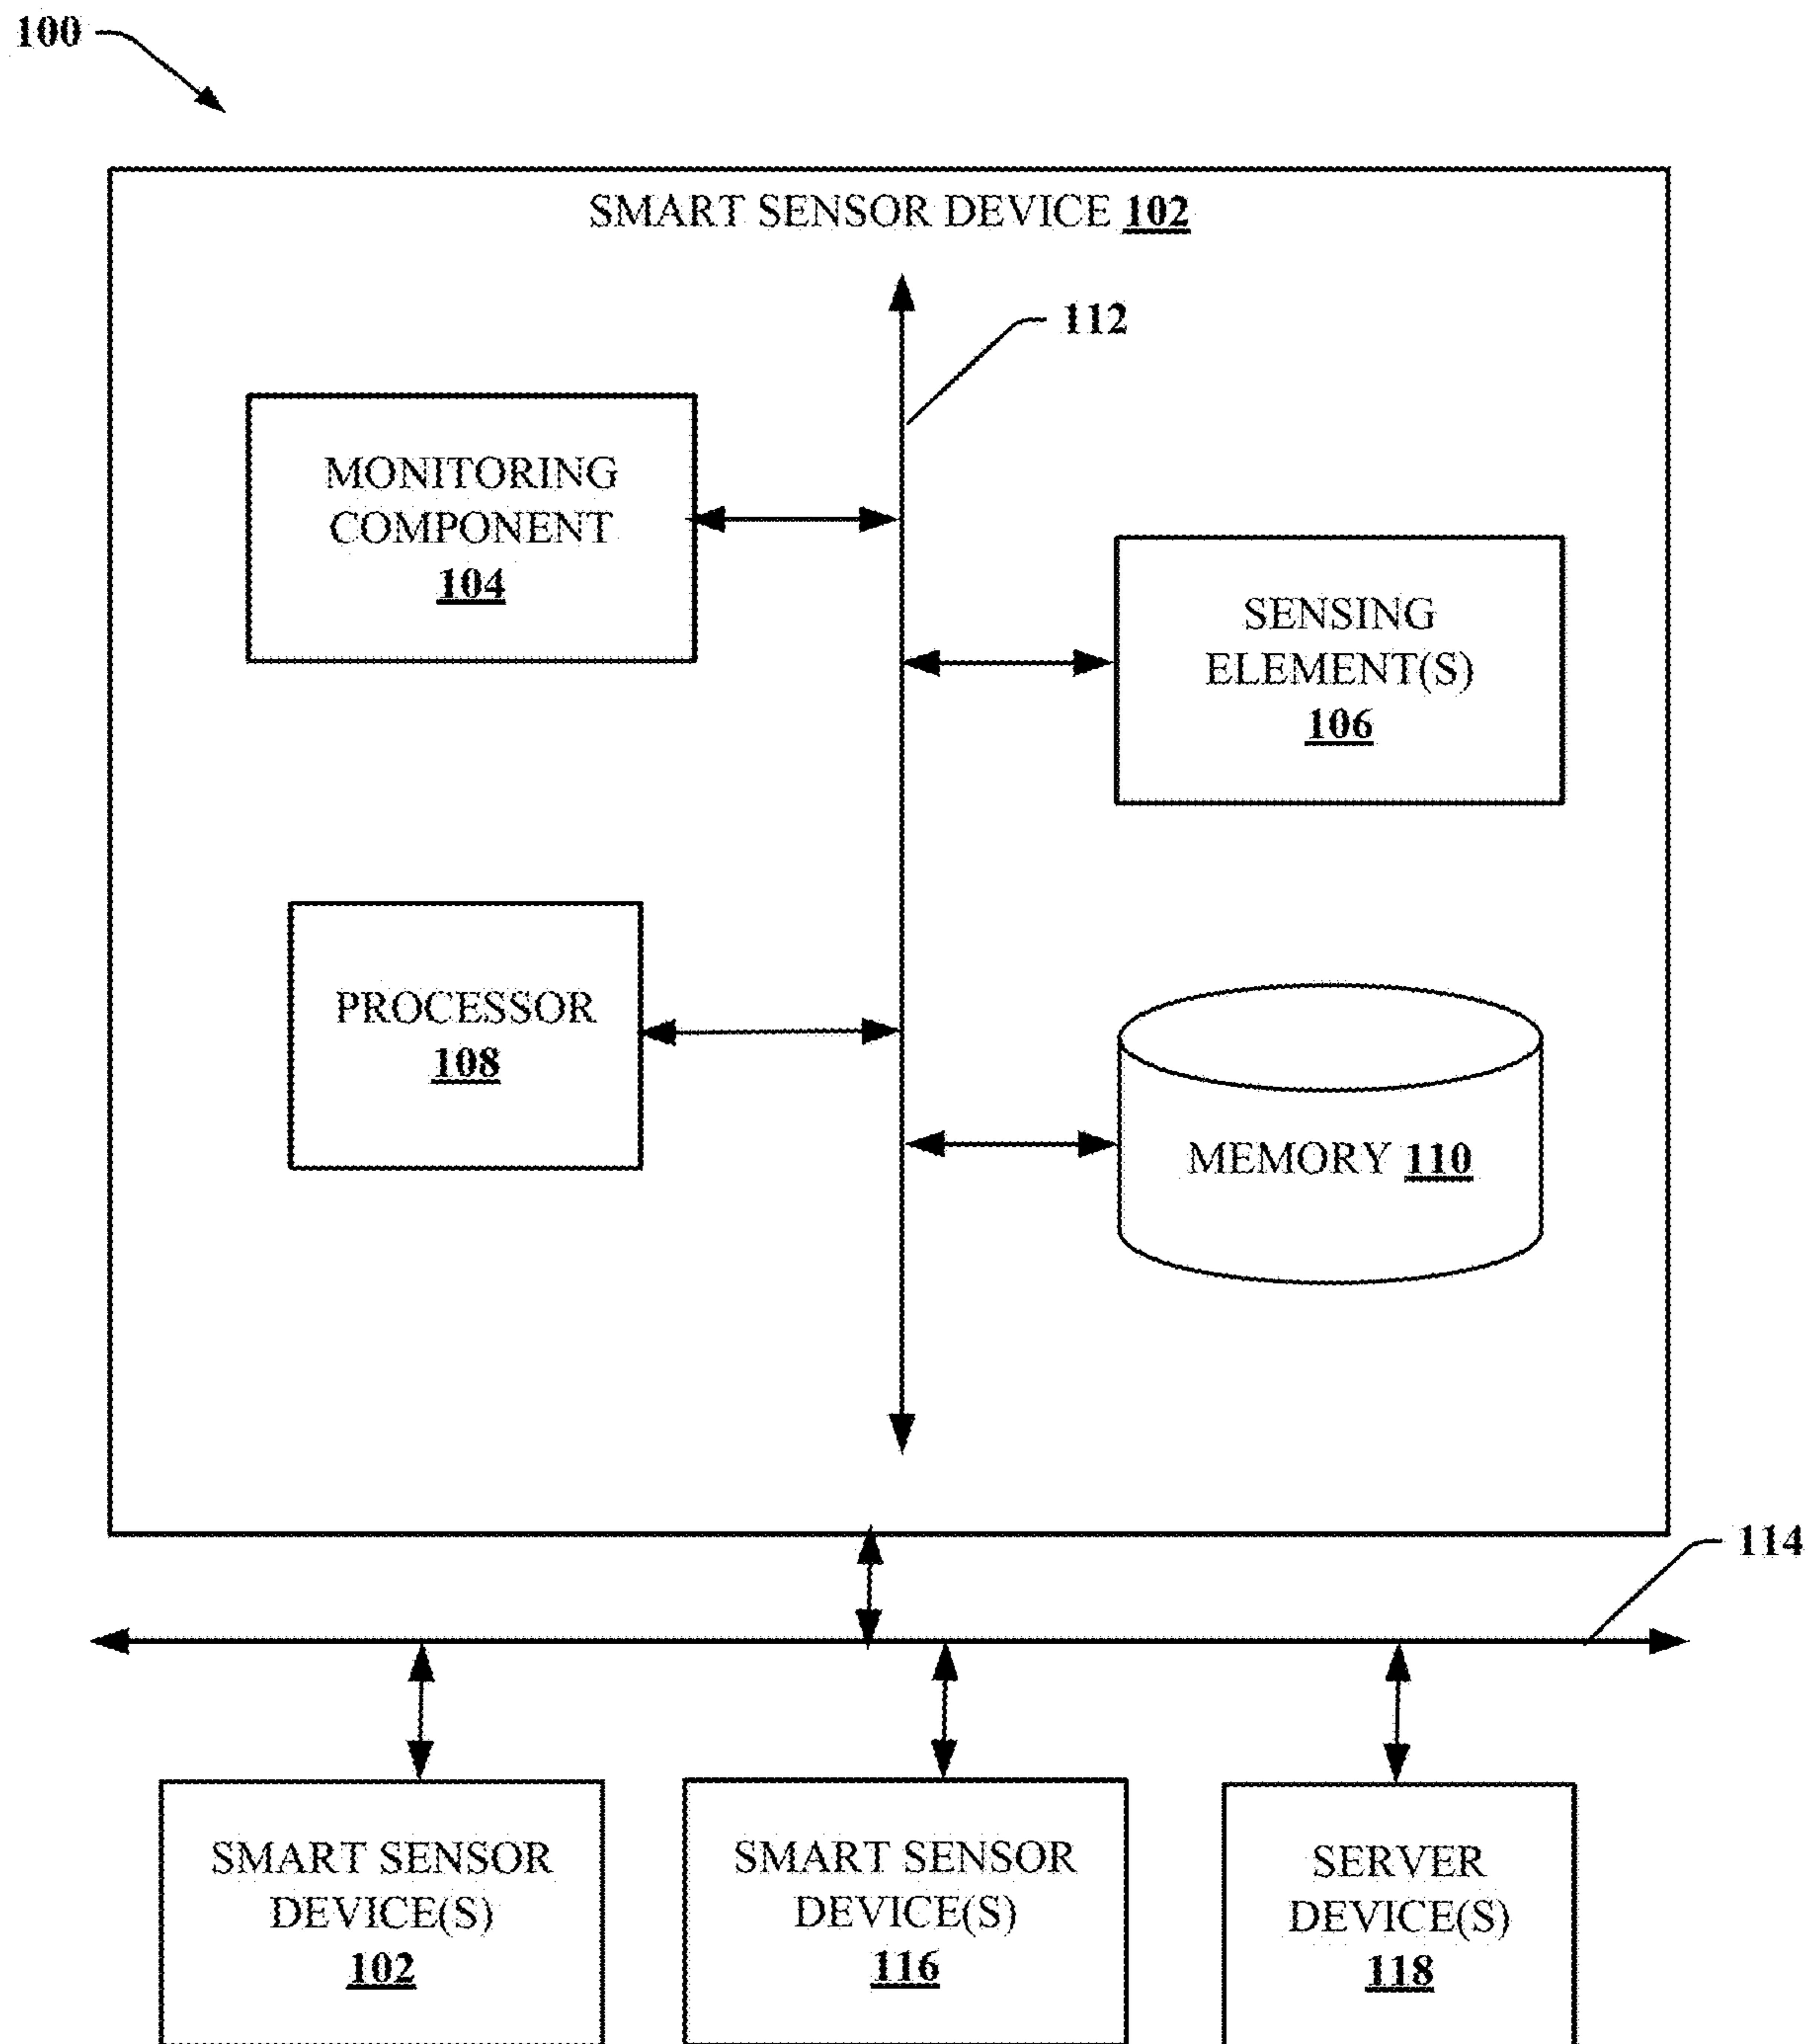 100
SMART SENSOR DEVICE 102
112
MONITORING
COMPONENT
104
SENSING
ELEMENT(S)
106
PROCESSOR
108
MEMORY 110
114
SMART SENSOR
DEVICE(S)
102
SMART SENSOR
DEVICE(S)
116
SERVER
DEVICE(S)
118